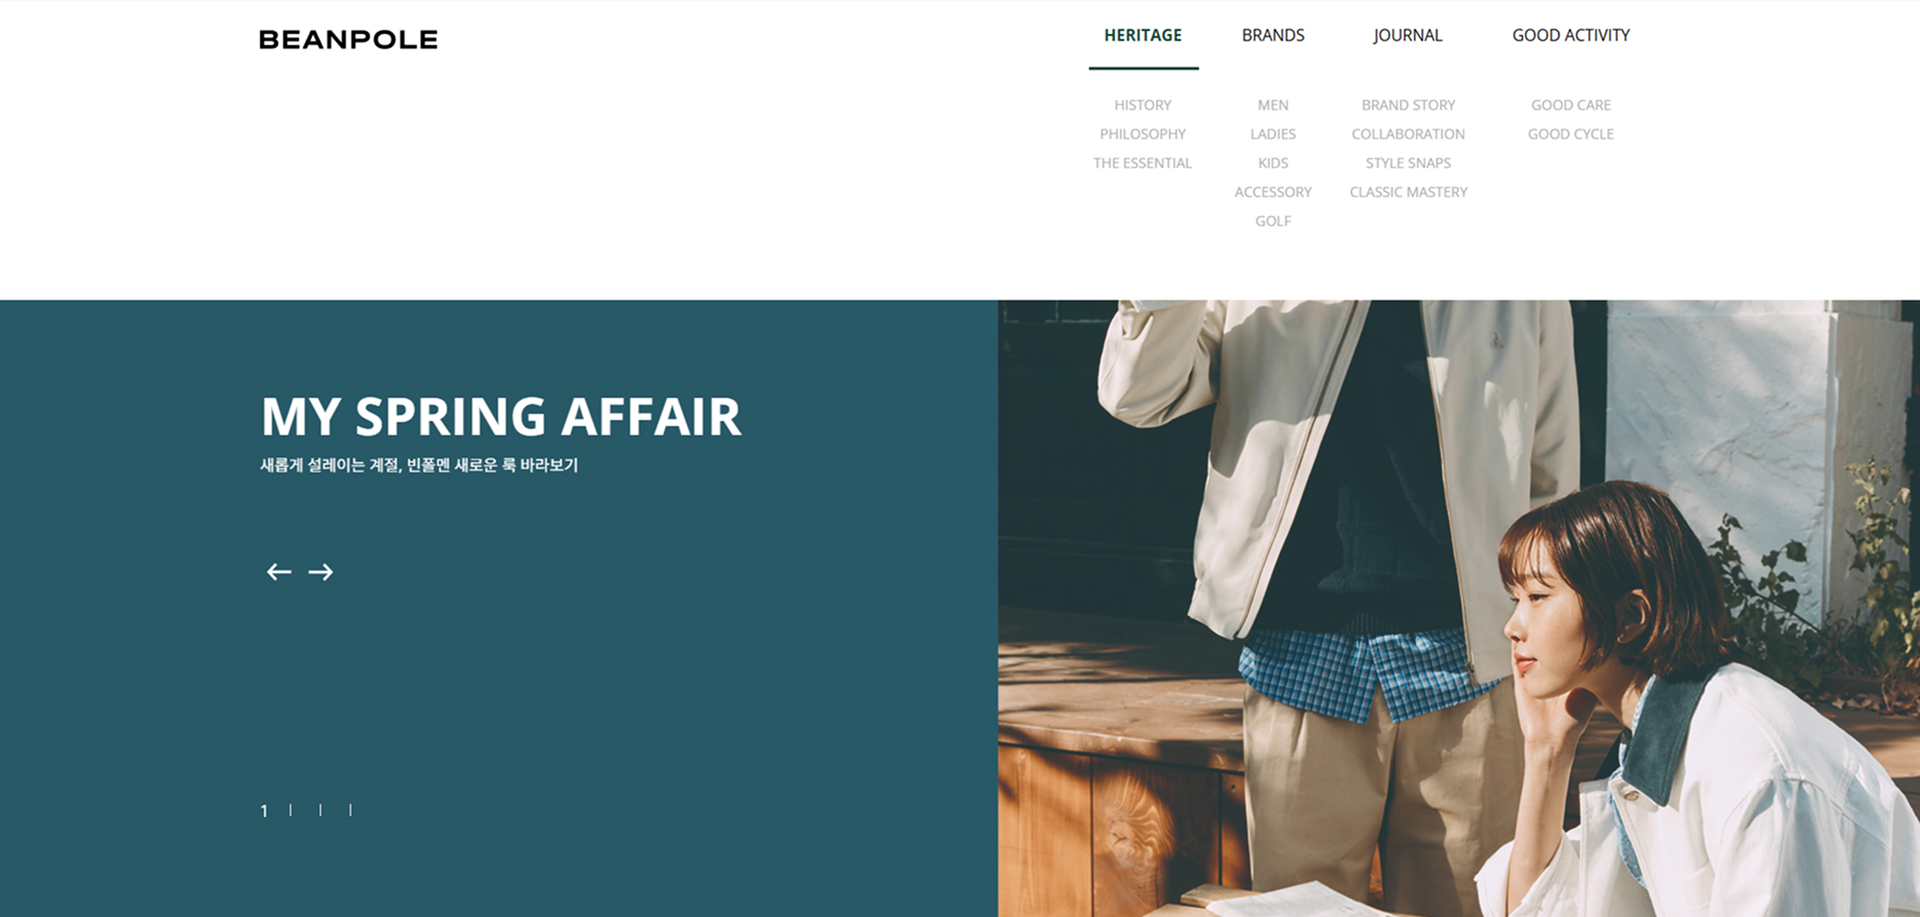 BEANPOLE
HERITAGE BRANDS JOURNAL GOOD ACTIVITY
HISTORY MEN BRAND STORY GOOD CARE
PHILOSOPHY LADIES COLLABORATION GOOD CYCLE
THE ESSENTIAL KIDS STYLE SNAPS
ACCESSORY CLASSIC MASTERY
GOLF
MY SPRING AFFAIR
새롭게 설레이는 계절, 빈폴멘 새로운 룩 바라보기
1